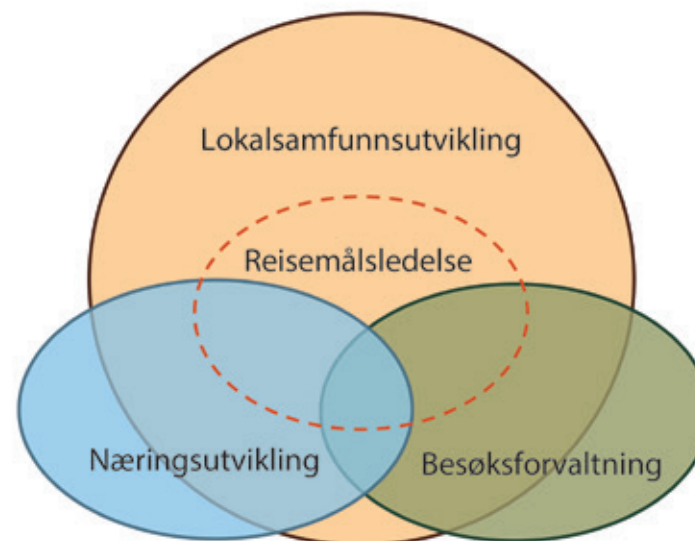 Lokalsamfunnsutvikling
Reisemålsledelse
Næringsutvikling
Besøksforvaltning